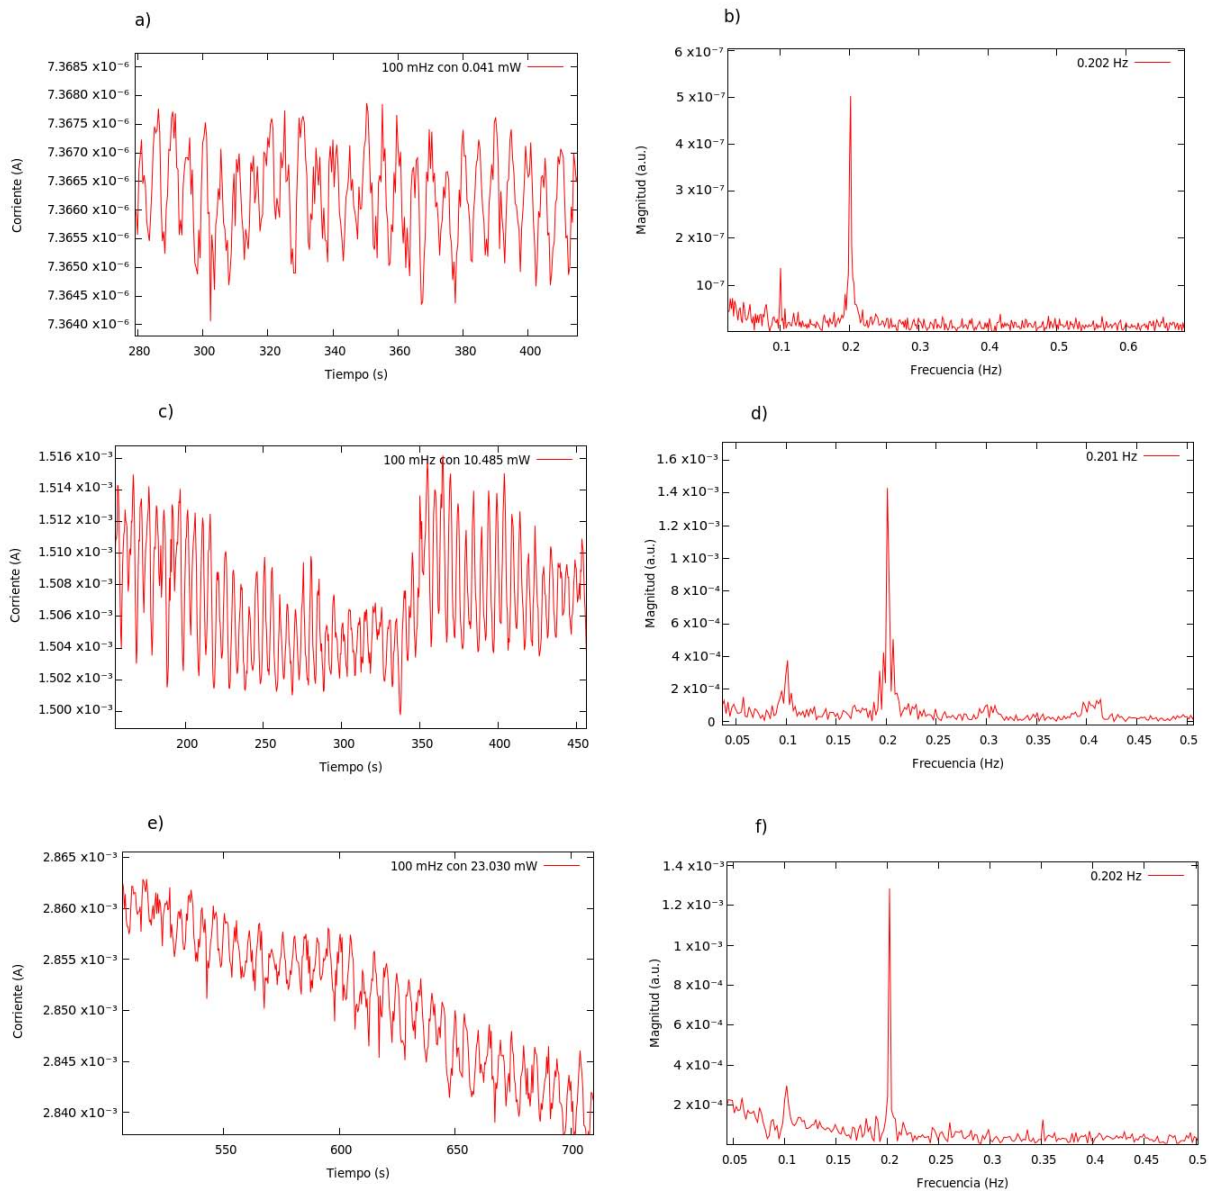 a)
100 mHz con 0.041 mW
7.3685 x10⁻⁶
7.3680 x10⁻⁶
7.3675 x10⁻⁶
7.3670 x10⁻⁶
7.3665 x10⁻⁶
7.3660 x10⁻⁶
7.3655 x10⁻⁶
7.3650 x10⁻⁶
7.3645 x10⁻⁶
7.3640 x10⁻⁶
Corriente (A)
280 300 320 340 360 380 400
Tiempo (s)
b)
0.202 Hz
6 x10⁻⁷
5 x10⁻⁷
4 x10⁻⁷
3 x10⁻⁷
2 x10⁻⁷
10⁻⁷
Magnitud (a.u.)
0.1 0.2 0.3 0.4 0.5 0.6
Frecuencia (Hz)
c)
100 mHz con 10.485 mW
1.516 x10⁻³
1.514 x10⁻³
1.512 x10⁻³
1.510 x10⁻³
1.508 x10⁻³
1.506 x10⁻³
1.504 x10⁻³
1.502 x10⁻³
1.500 x10⁻³
Corriente (A)
200 250 300 350 400 450
Tiempo (s)
d)
0.201 Hz
1.6 x10⁻³
1.4 x10⁻³
1.2 x10⁻³
1.0 x10⁻³
8 x10⁻⁴
6 x10⁻⁴
4 x10⁻⁴
2 x10⁻⁴
0
Magnitud (a.u.)
0.05 0.1 0.15 0.2 0.25 0.3 0.35 0.4 0.45 0.5
Frecuencia (Hz)
e)
100 mHz con 23.030 mW
2.865 x10⁻³
2.860 x10⁻³
2.855 x10⁻³
2.850 x10⁻³
2.845 x10⁻³
2.840 x10⁻³
Corriente (A)
550 600 650 700
Tiempo (s)
f)
0.202 Hz
1.4 x10⁻³
1.2 x10⁻³
1.0 x10⁻³
8 x10⁻⁴
6 x10⁻⁴
4 x10⁻⁴
2 x10⁻⁴
Magnitud (a.u.)
0.05 0.1 0.15 0.2 0.25 0.3 0.35 0.4 0.45 0.5
Frecuencia (Hz)